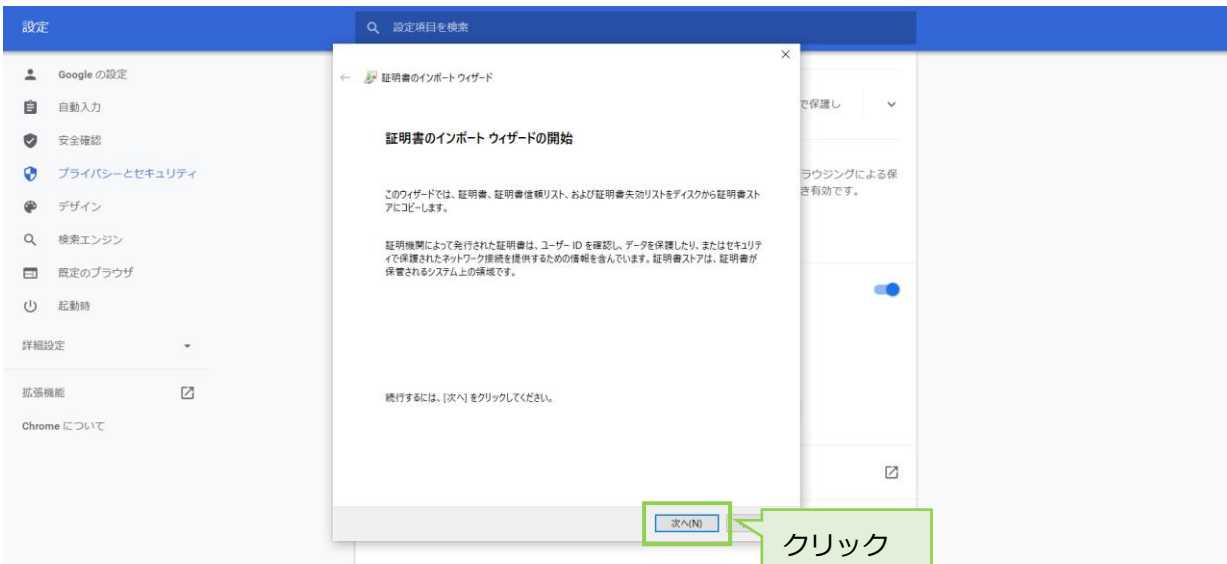 設定
設定項目を検索
Google の設定
自動入力
安全確認
プライバシーとセキュリティ
デザイン
検索エンジン
既定のブラウザ
起動時
詳細設定
拡張機能
Chrome について
証明書のインポート ウィザード
証明書のインポート ウィザードの開始
このウィザードでは、証明書、証明書信頼リスト、および証明書失効リストをディスクから証明書スト
アにコピーします。
証明機関によって発行された証明書は、ユーザー ID を確認し、データを保護したり、またはセキュリテ
ィで保護されたネットワーク接続を提供するための情報を含んでいます。証明書ストアは、証明書が
保管されるシステム上の領域です。
続行するには、[次へ] をクリックしてください。
次へ(N)
で保護し
ラウジングによる保
き有効です。
クリック